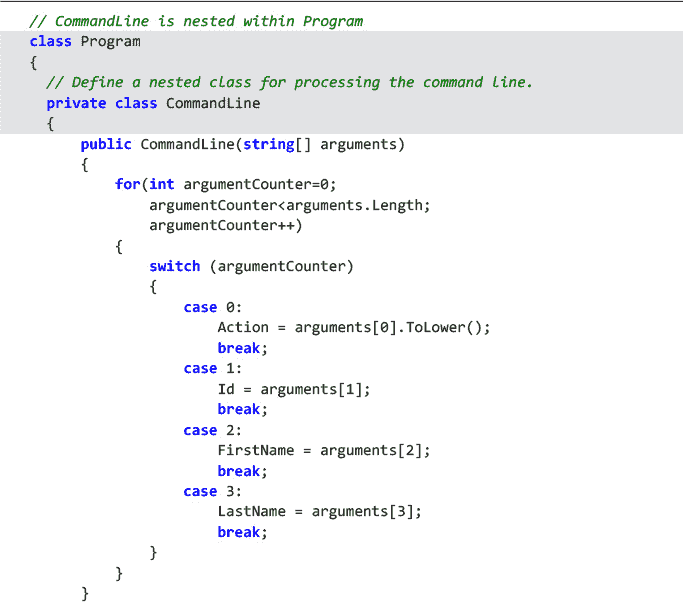 // CommandLine is nested within Program
class Program
{
// Define a nested class for processing the command line.
private class CommandLine
{
public CommandLine(string[] arguments)
{
for(int argumentCounter=0;
argumentCounter<arguments.Length;
argumentCounter++)
{
switch (argumentCounter)
{
case 0:
Action = arguments[0].ToLower();
break;
case 1:
Id = arguments[1];
break;
case 2:
FirstName = arguments[2];
break;
case 3:
LastName = arguments[3];
break;
}
}
}